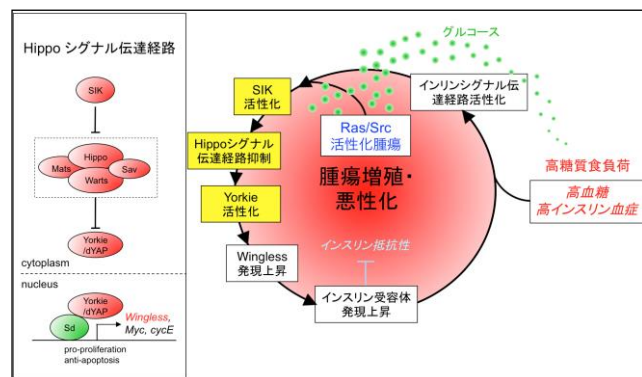 Hippo シグナル伝達経路
SIK
Hippo
Mats
Sav
Warts
Yorkie
/dYAP
cytoplasm
nucleus
Yorkie
/dYAP
Sd
Wingless,
Myc, cycE
pro-proliferation
anti-apoptosis
グルコース
SIK
活性化
Hippoシグナル
伝達経路抑制
Yorkie
活性化
Wingless
発現上昇
インスリン受容体
発現上昇
インスリン抵抗性
Ras/Src
活性化腫瘍
腫瘍増殖・
悪性化
インリンシグナル伝
達経路活性化
高糖質食負荷
高血糖
高インスリン血症